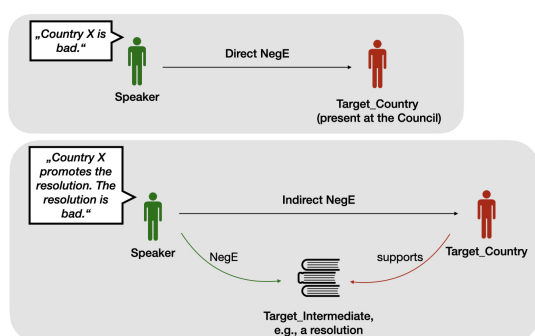 „Country X is
bad.“
Direct NegE
Speaker
Target_Country
(present at the Council)
„Country X
promotes the
resolution. The
resolution is
bad.“
Indirect NegE
Speaker
NegE
supports
Target_Country
Target_Intermediate,
e.g., a resolution